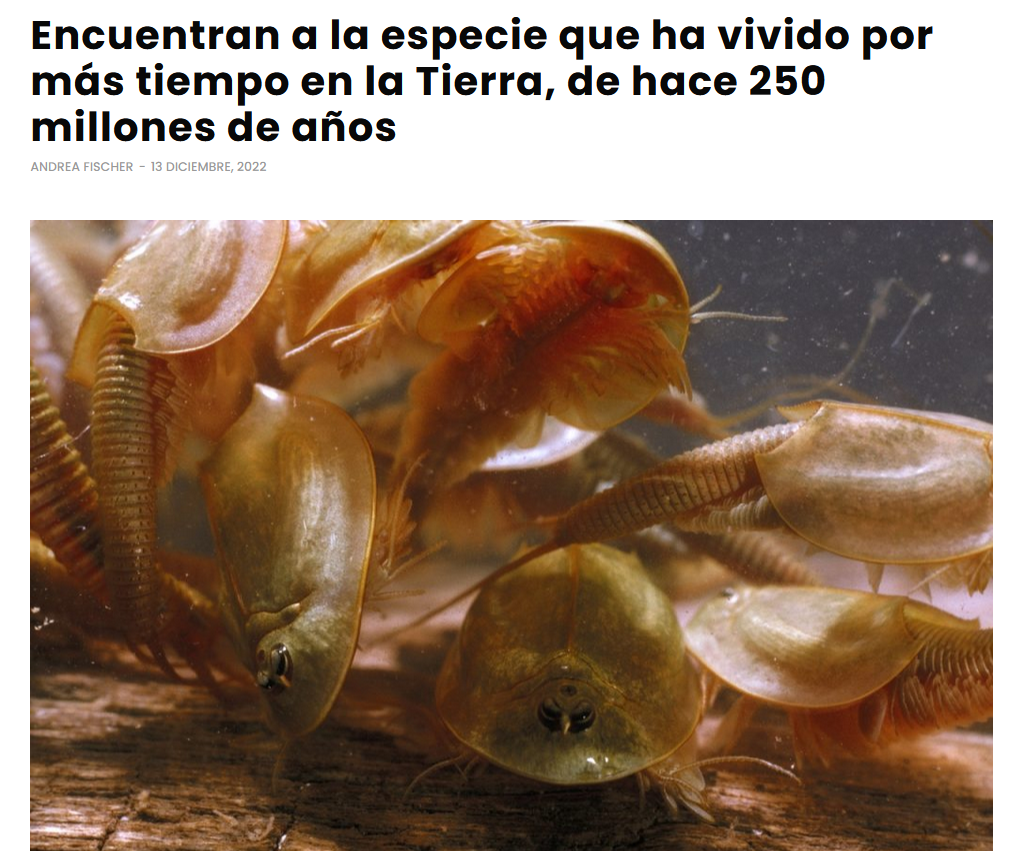 Encuentran a la especie que ha vivido por
más tiempo en la Tierra, de hace 250
millones de años
ANDREA FISCHER - 13 DICIEMBRE, 2022